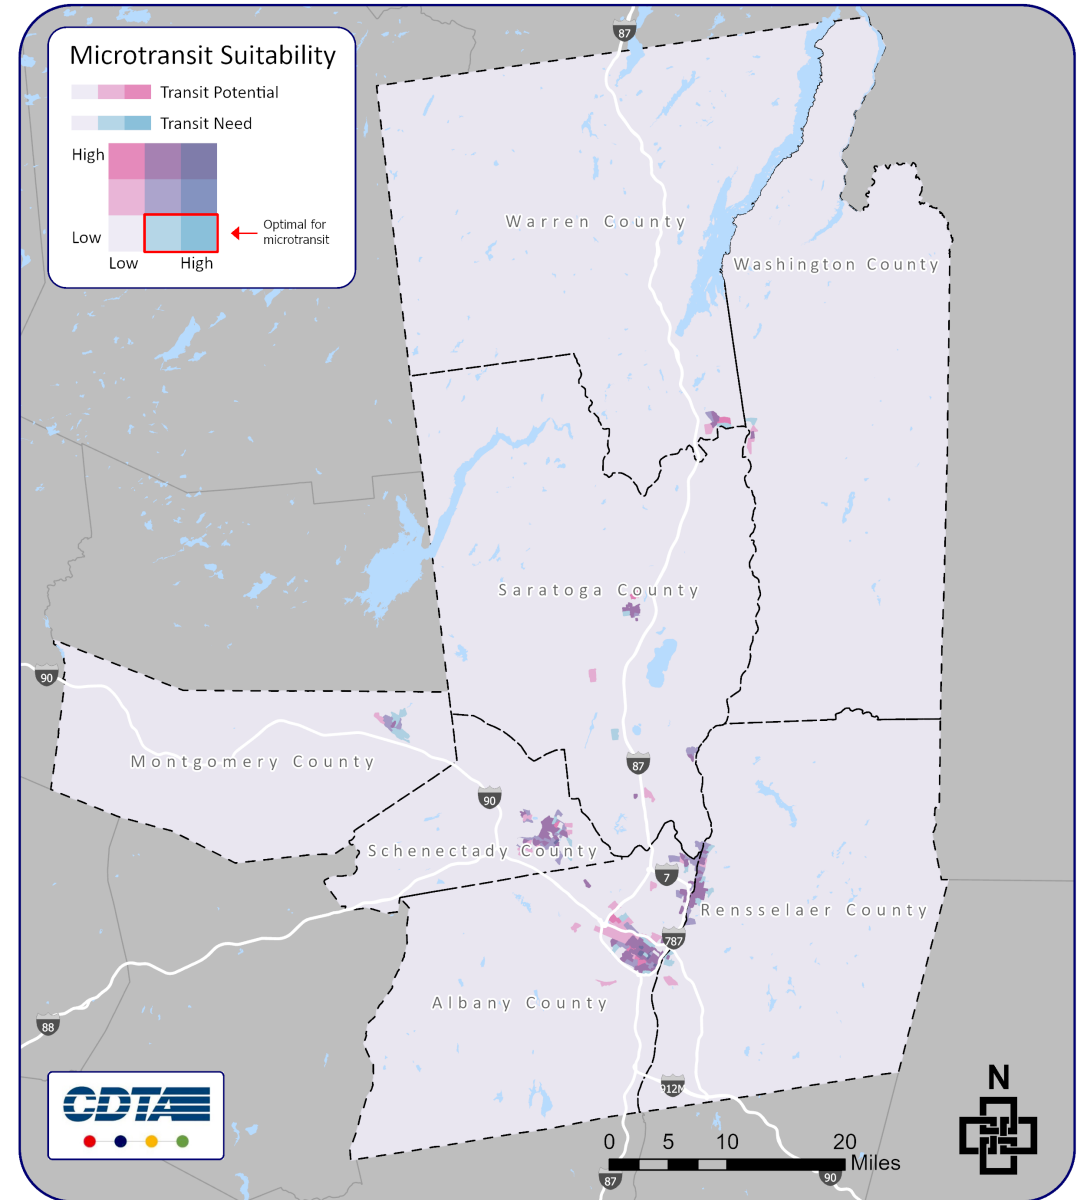 Microtransit Suitability
Transit Potential
Transit Need
High
Low
Low
High
Optimal for
microtransit
87
Warren County
Washington County
Saratoga County
90
Montgomery County
87
90
Schenectady County
7
Rensselaer County
787
Albany County
88
912M
CDTA
N
0 5 10 20
Miles
87
90